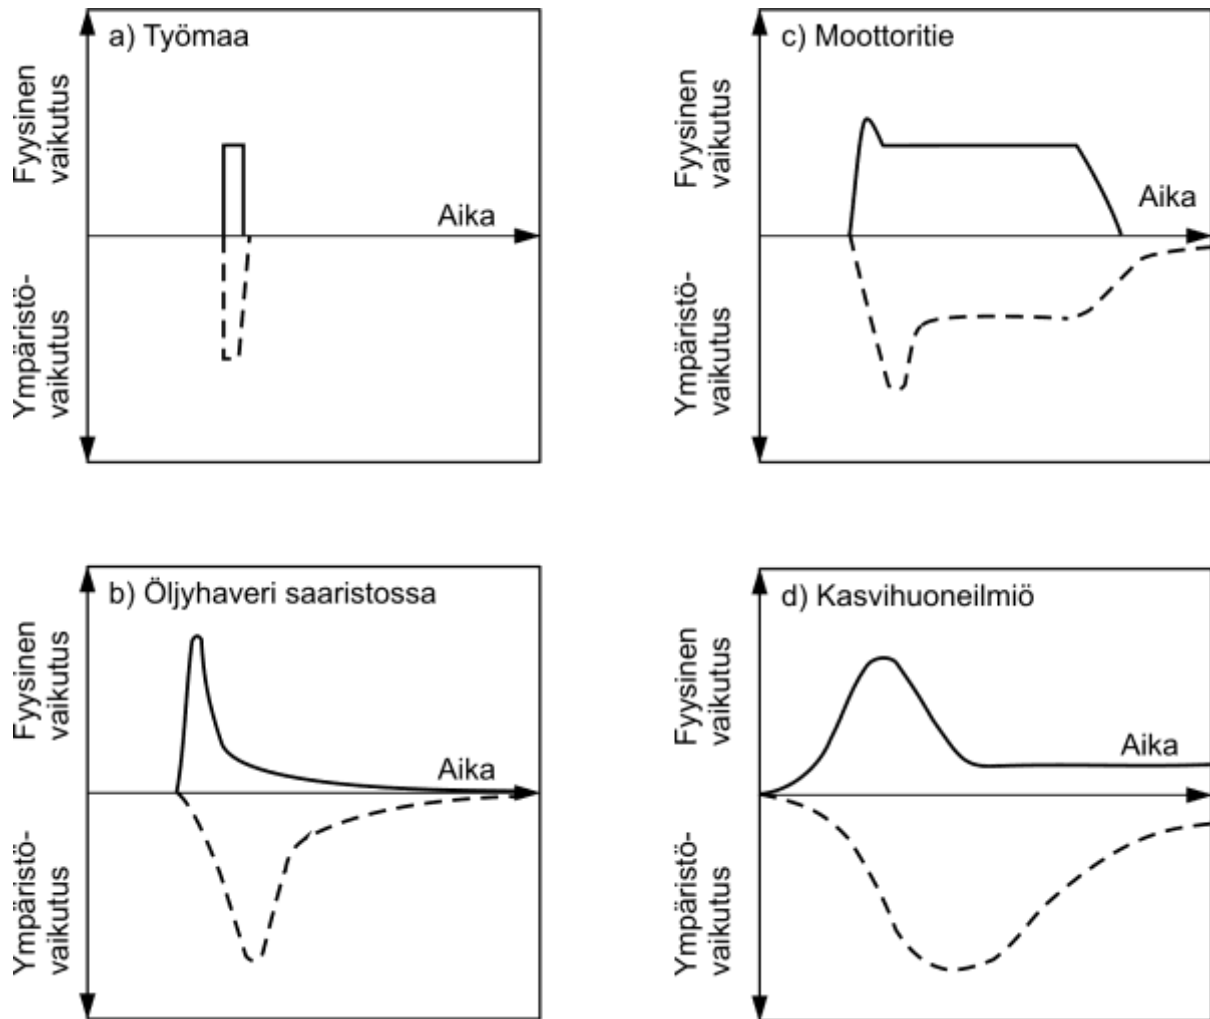 a) Työmaa
Fyysinen
vaikutus
Aika
Ympäristö-
vaikutus
c) Moottoritie
Fyysinen
vaikutus
Aika
Ympäristö-
vaikutus
b) Öljyhaveri saaristossa
Fyysinen
vaikutus
Aika
Ympäristö-
vaikutus
d) Kasvihuoneilmiö
Fyysinen
vaikutus
Aika
Ympäristö-
vaikutus